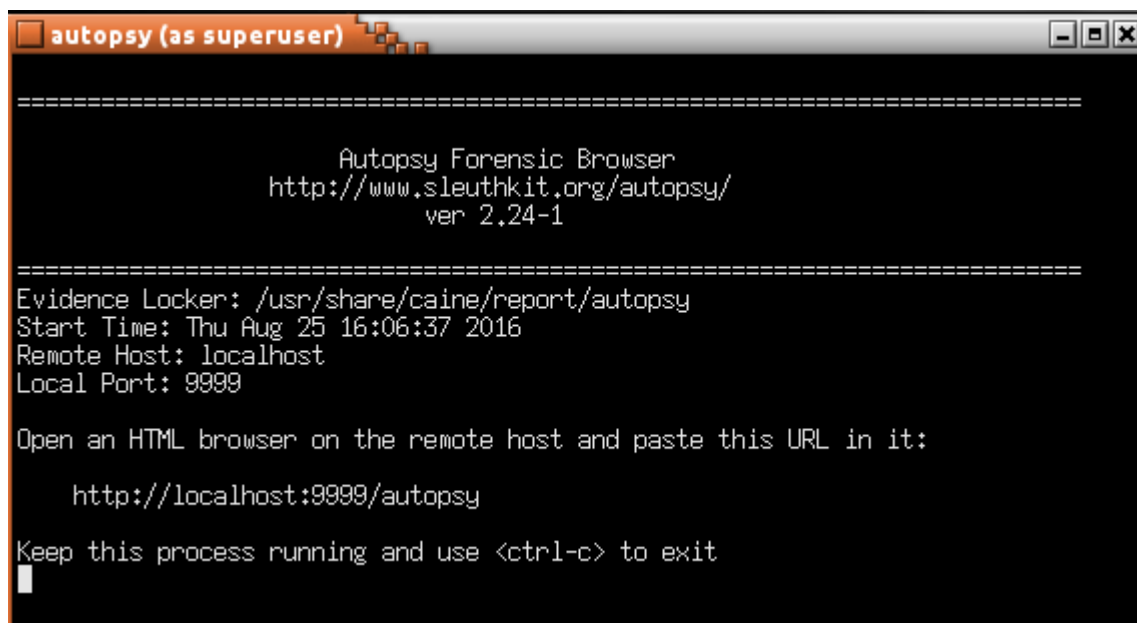 autopsy (as superuser)
============================================================================
Autopsy Forensic Browser
http://www.sleuthkit.org/autopsy/
ver 2.24-1
============================================================================
Evidence Locker: /usr/share/caine/report/autopsy
Start Time: Thu Aug 25 16:06:37 2016
Remote Host: localhost
Local Port: 9999
Open an HTML browser on the remote host and paste this URL in it:
http://localhost:9999/autopsy
Keep this process running and use <ctrl-c> to exit